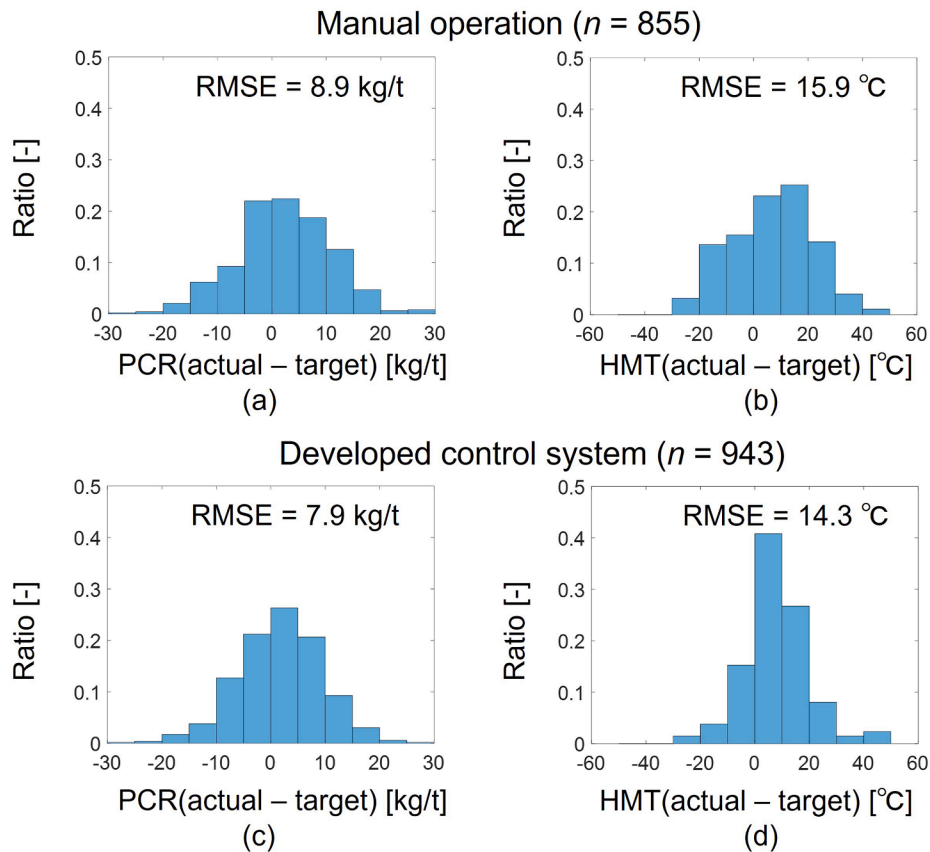 Manual operation (n = 855)
0.5
0.4
0.3
0.2
0.1
0
Ratio [-]
RMSE = 8.9 kg/t
-30 -20 -10 0 10 20 30
PCR(actual – target) [kg/t]
(a)
0.5
0.4
0.3
0.2
0.1
0
Ratio [-]
RMSE = 15.9 ℃
-60 -40 -20 0 20 40 60
HMT(actual – target) [℃]
(b)
Developed control system (n = 943)
0.5
0.4
0.3
0.2
0.1
0
Ratio [-]
RMSE = 7.9 kg/t
-30 -20 -10 0 10 20 30
PCR(actual – target) [kg/t]
(c)
0.5
0.4
0.3
0.2
0.1
0
Ratio [-]
RMSE = 14.3 ℃
-60 -40 -20 0 20 40 60
HMT(actual – target) [℃]
(d)